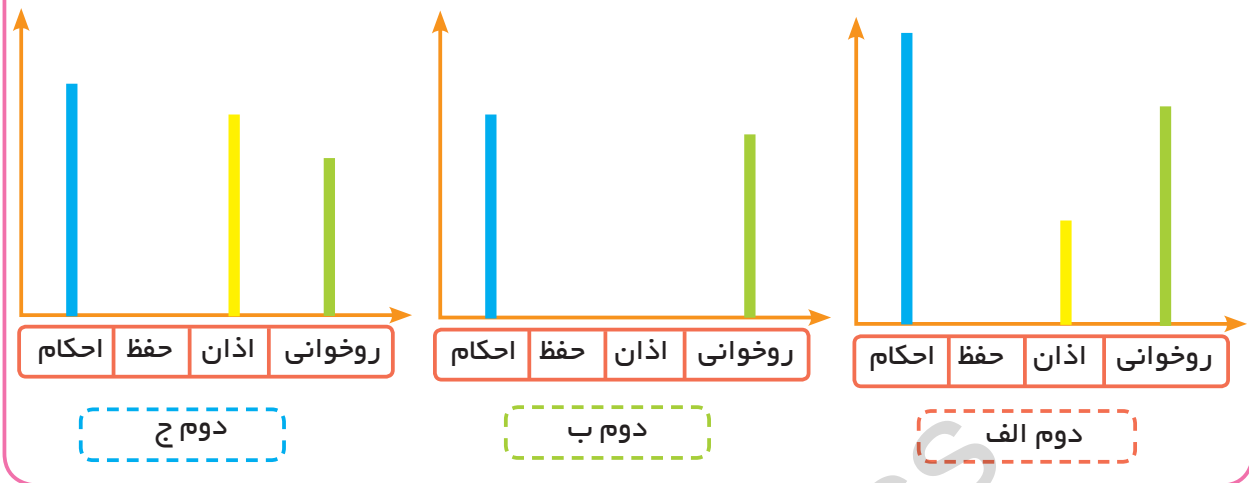 روخوانی اذان حفظ احکام
روخوانی اذان حفظ احکام
روخوانی اذان حفظ احکام
دوم الف
دوم ب
دوم ج